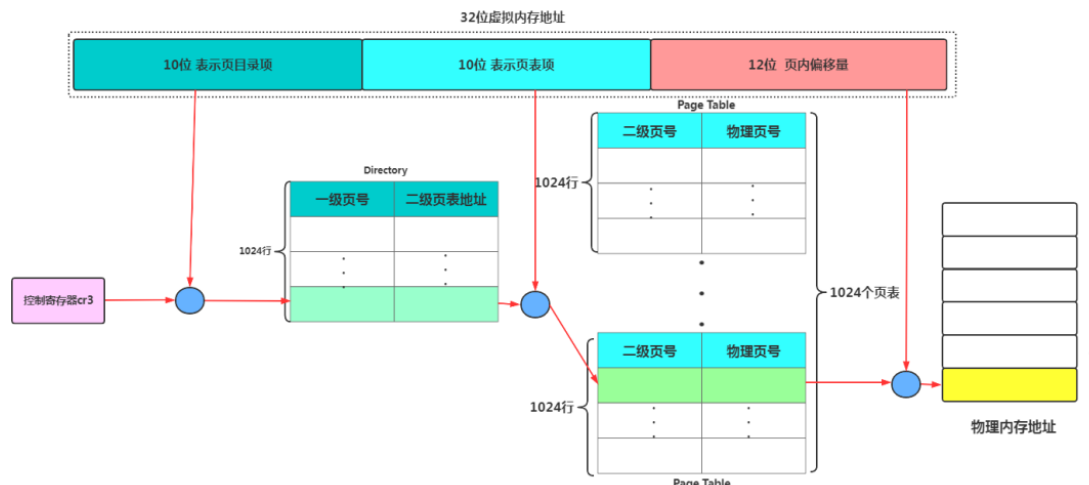 32位虚拟内存地址
10位 表示页目录项
10位 表示页表项
12位 页内偏移量
Page Table
二级页号
物理页号
1024行
Directory
一级页号
二级页表地址
1024行
控制寄存器cr3
1024个页表
二级页号
物理页号
1024行
物理内存地址
Page Table